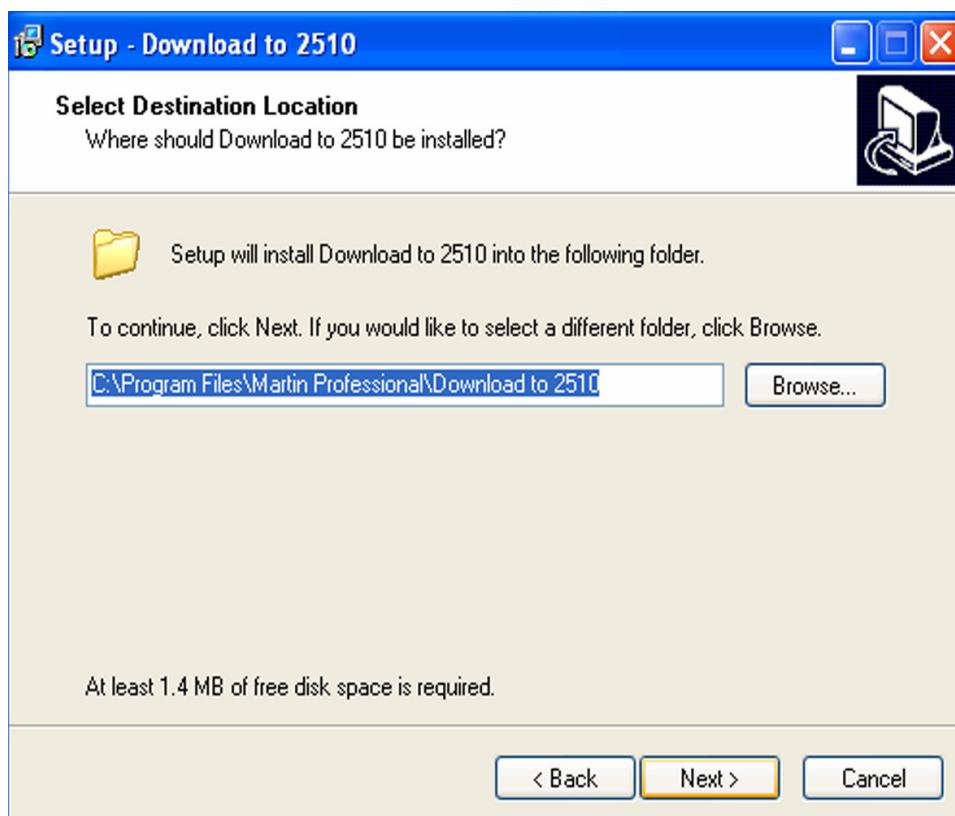 Setup - Download to 2510
Select Destination Location
Where should Download to 2510 be installed?
Setup will install Download to 2510 into the following folder.
To continue, click Next. If you would like to select a different folder, click Browse.
C:\Program Files\Martin Professional\Download to 2510
Browse...
At least 1.4 MB of free disk space is required.
< Back
Next >
Cancel